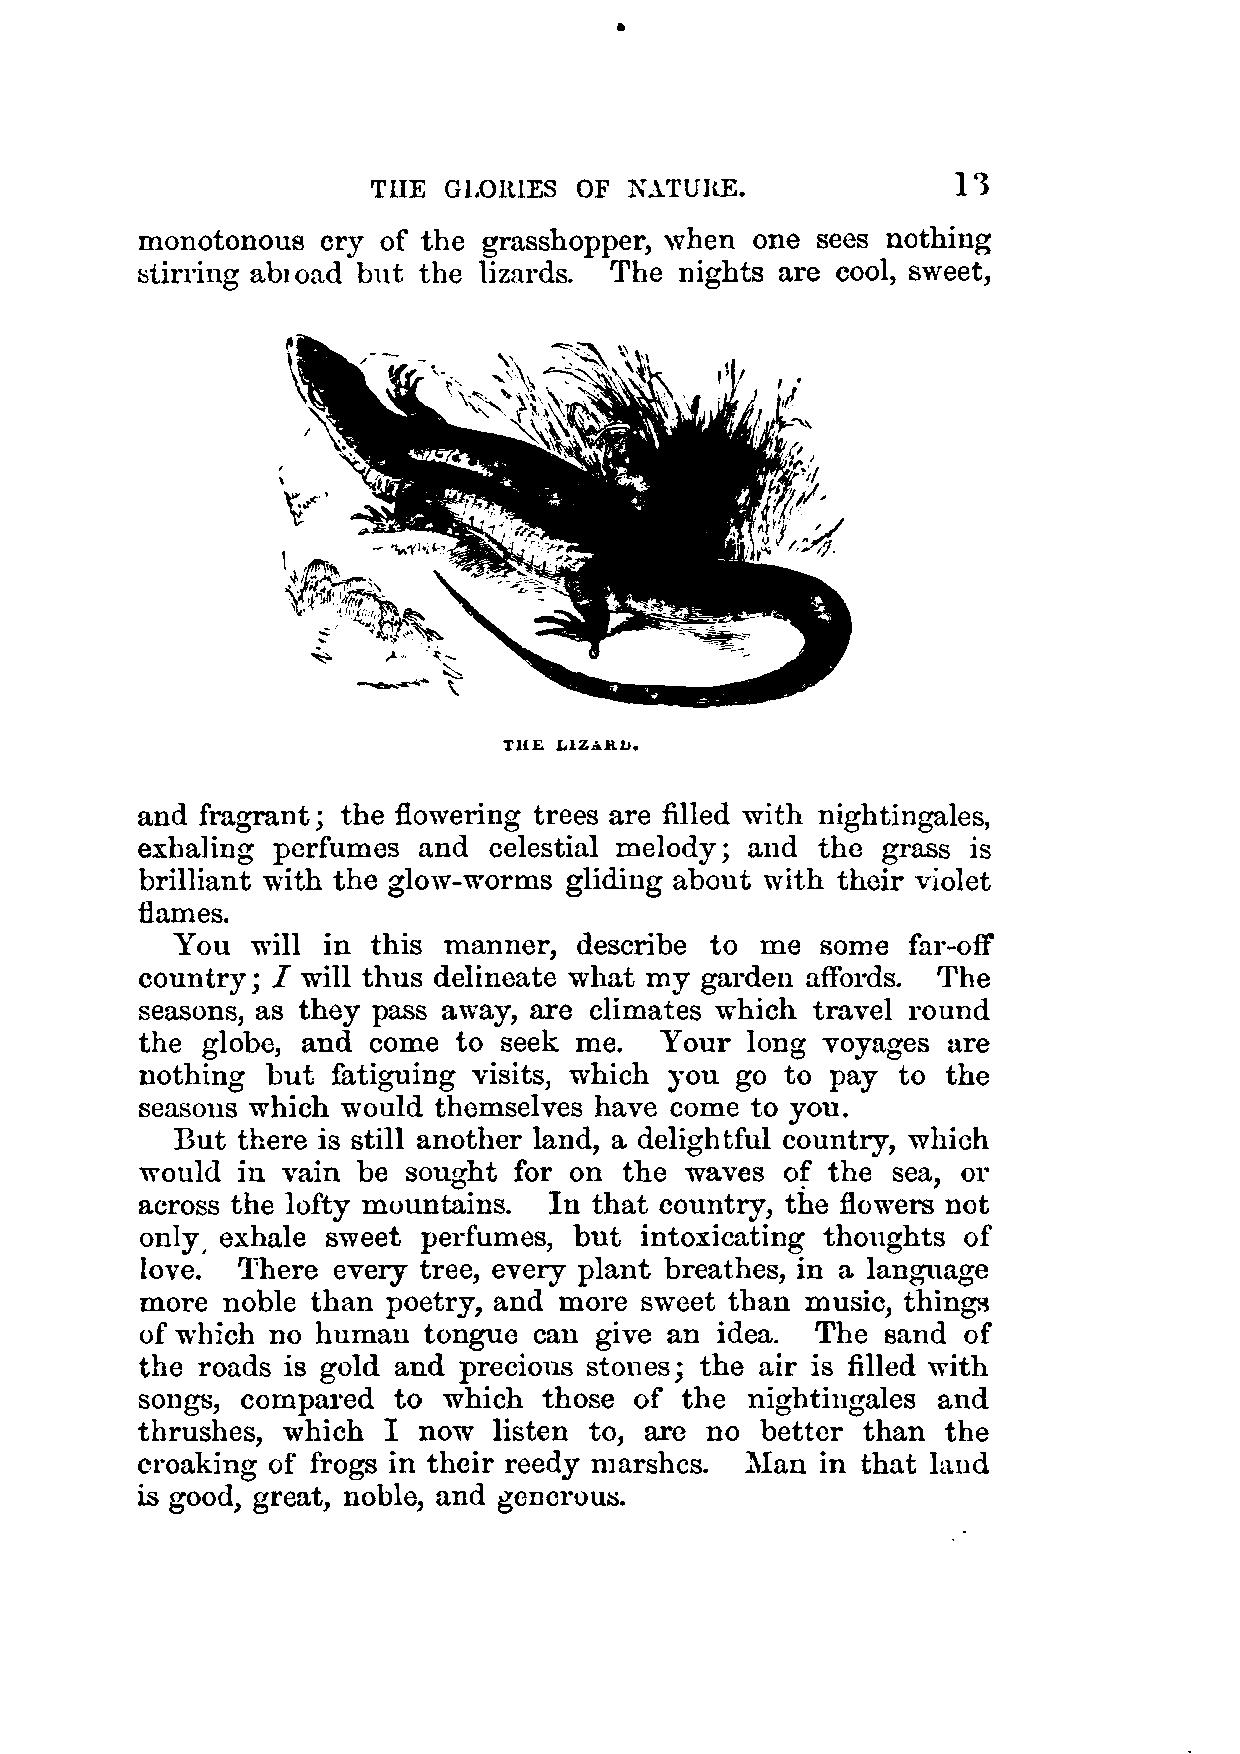 THE GLORIES OF NATURE. 13
monotonous cry of the grasshopper, when one sees nothing
stirring abroad but the lizards. The nights are cool, sweet,
THE LIZARD.
and fragrant; the flowering trees are filled with nightingales,
exhaling perfumes and celestial melody; and the grass is
brilliant with the glow-worms gliding about with their violet
flames.
You will in this manner, describe to me some far-off
country; I will thus delineate what my garden affords. The
seasons, as they pass away, are climates which travel round
the globe, and come to seek me. Your long voyages are
nothing but fatiguing visits, which you go to pay to the
seasons which would themselves have come to you.
But there is still another land, a delightful country, which
would in vain be sought for on the waves of the sea, or
across the lofty mountains. In that country, the flowers not
only exhale sweet perfumes, but intoxicating thoughts of
love. There every tree, every plant breathes, in a language
more noble than poetry, and more sweet than music, things
of which no human tongue can give an idea. The sand of
the roads is gold and precious stones; the air is filled with
songs, compared to which those of the nightingales and
thrushes, which I now listen to, are no better than the
croaking of frogs in their reedy marshes. Man in that land
is good, great, noble, and generous.